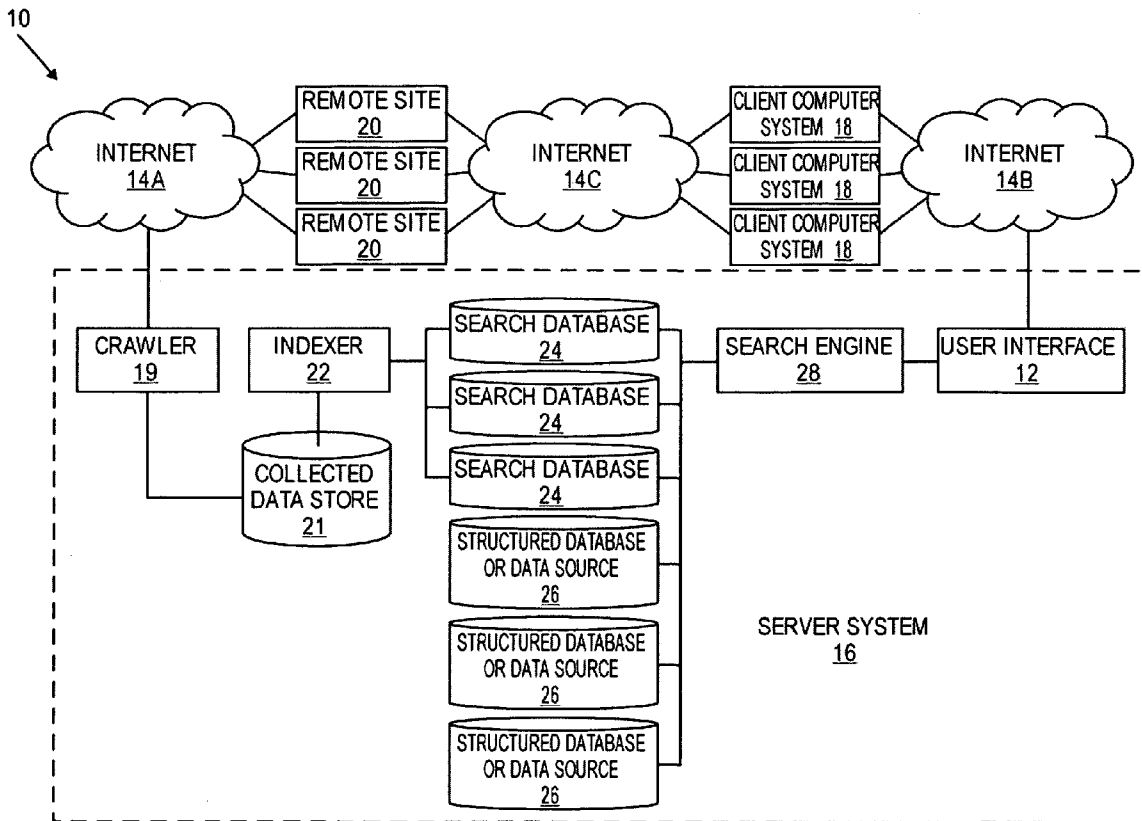 10
INTERNET
14A
REMOTE SITE
20
REMOTE SITE
20
REMOTE SITE
20
INTERNET
14C
CLIENT COMPUTER
SYSTEM 18
CLIENT COMPUTER
SYSTEM 18
CLIENT COMPUTER
SYSTEM 18
INTERNET
14B
CRAWLER
19
INDEXER
22
COLLECTED
DATA STORE
21
SEARCH DATABASE
24
SEARCH DATABASE
24
SEARCH DATABASE
24
STRUCTURED DATABASE
OR DATA SOURCE
26
STRUCTURED DATABASE
OR DATA SOURCE
26
STRUCTURED DATABASE
OR DATA SOURCE
26
SEARCH ENGINE
28
USER INTERFACE
12
SERVER SYSTEM
16